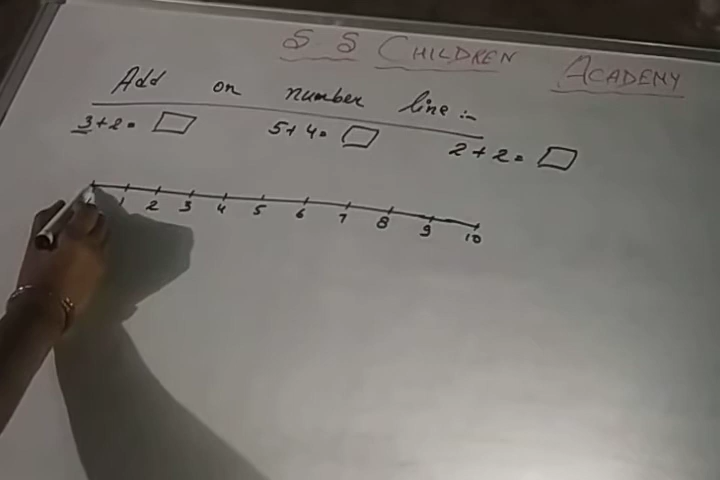 S S CHILDREN ACADEMY
Add on number line :-
3+2= 5+4= 2+2=
1 2 3 4 5 6 7 8 9 10